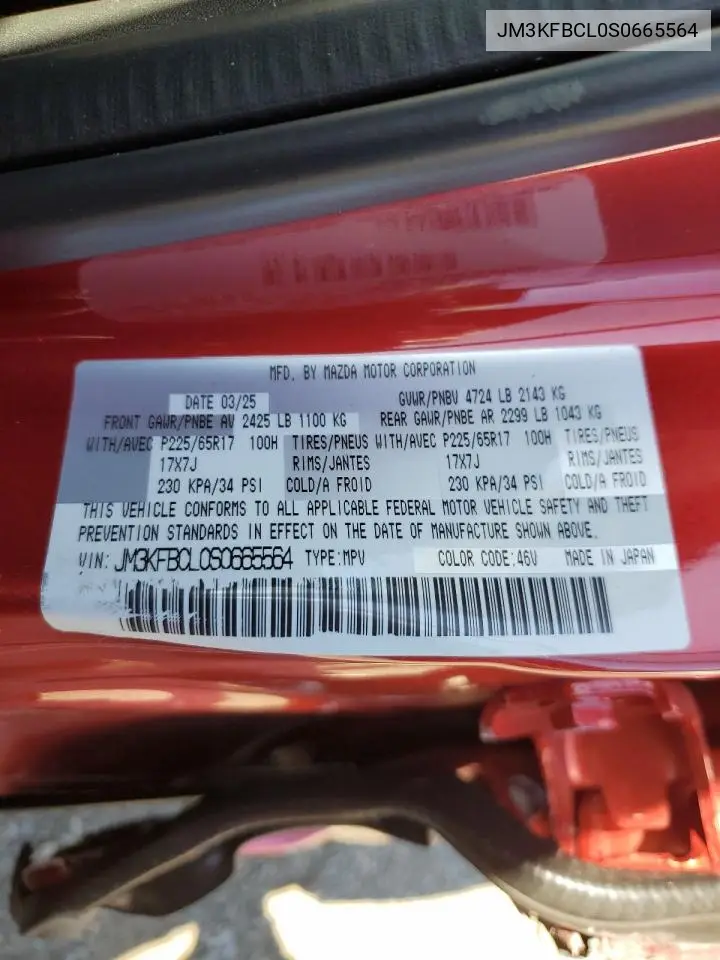 JM3KFBCL0S0665564
MFD. BY MAZDA MOTOR CORPORATION
DATE 03/25 GVWR/PNBV 4724 LB 2143 KG
FRONT GAWR/PNBE AV 2425 LB 1100 KG REAR GAWR/PNBE AR 2299 LB 1043 KG
WITH/AVEC P225/65R17 100H TIRES/PNEUS WITH/AVEC P225/65R17 100H TIRES/PNEUS
17X7J RIMS/JANTES 17X7J RIMS/JANTES
230 KPA/34 PSI COLD/A FROID 230 KPA/34 PSI COLD/A FROID
THIS VEHICLE CONFORMS TO ALL APPLICABLE FEDERAL MOTOR VEHICLE SAFETY AND THEFT
PREVENTION STANDARDS IN EFFECT ON THE DATE OF MANUFACTURE SHOWN ABOVE.
VIN: JM3KFBCL0S0665564 TYPE:MPV COLOR CODE:46V MADE IN JAPAN